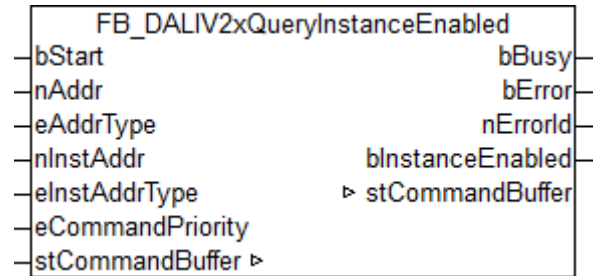 FB_DALIV2xQueryInstanceEnabled
bStart bBusy
nAddr bError
eAddrType nErrorId
nInstAddr bInstanceEnabled
eInstAddrType stCommandBuffer
eCommandPriority
stCommandBuffer